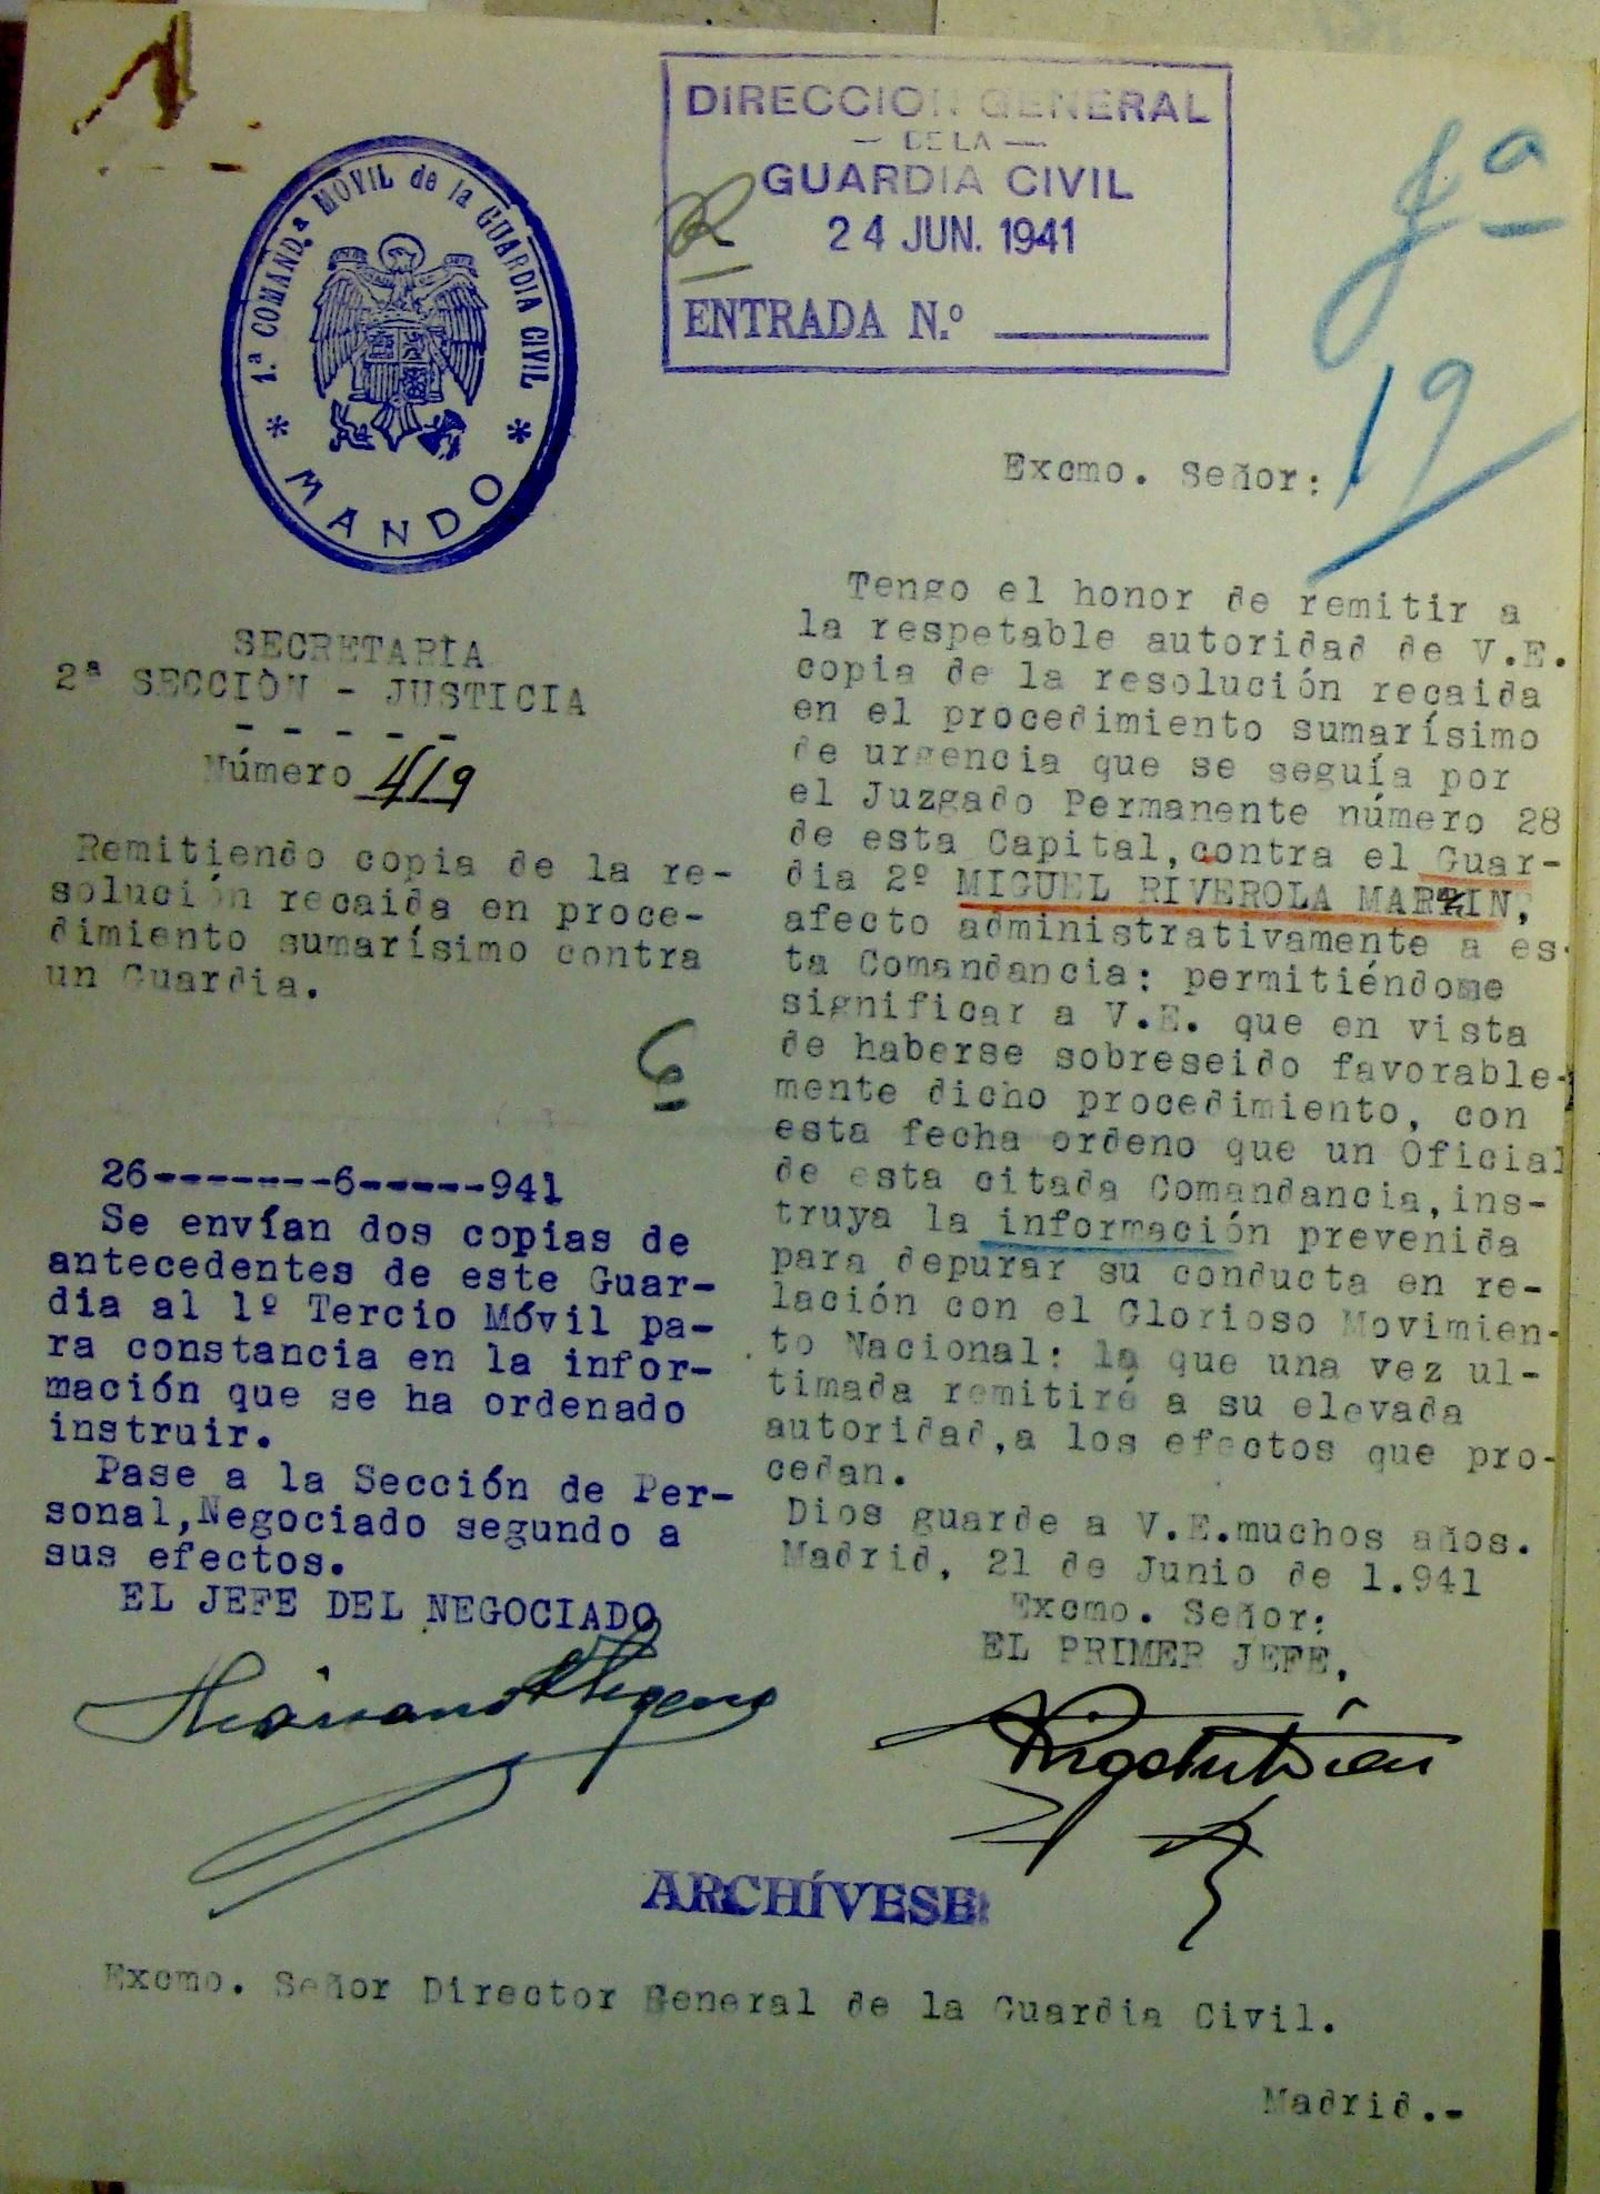 1.ª COMAND.ª MOVIL de la GUARDIA CIVIL
* MANDO *
DIRECCION GENERAL
— DE LA —
GUARDIA CIVIL
24 JUN. 1941
ENTRADA N.º
19
SECRETARIA
2ª SECCIÒN - JUSTICIA
- - - - -
Número 419
Remitiendo copia de la re-
solución recaida en proce-
dimiento sumarísimo contra
un Guardia.
26--------6------941
Se envían dos copias de
antecedentes de este Guar-
dia al 1º Tercio Móvil pa-
ra constancia en la infor-
mación que se ha ordenado
instruir.
Pase a la Sección de Per-
sonal,Negociado segundo a
sus efectos.
EL JEFE DEL NEGOCIADO
Excmo. Señor:
Tengo el honor de remitir a
la respetable autoridad de V.E.
copia de la resolución recaida
en el procedimiento sumarísimo
de urgencia que se seguía por
el Juzgado Permanente número 28
de esta Capital,contra el Guar-
dia 2º MIGUEL RIVEROLA
afecto administrativamente a es-
ta Comandancia: permitiéndome
significar a V.E. que en vista
de haberse sobreseido favorable-
mente dicho procedimiento, con
esta fecha ordeno que un Oficial
de esta citada Comandancia,ins-
truya la información prevenida
para depurar su conducta en re-
lación con el Glorioso Movimien-
to Nacional: la que una vez ul-
timada remitiré a su elevada
autoridad,a los efectos que pro-
cedan.
Dios guarde a V.E.muchos años.
Madrid, 21 de Junio de 1.941
Excmo. Señor:
EL PRIMER JEFE,
ARCHÍVESE
Excmo. Señor Director General de la Guardia Civil.
Madrid.-